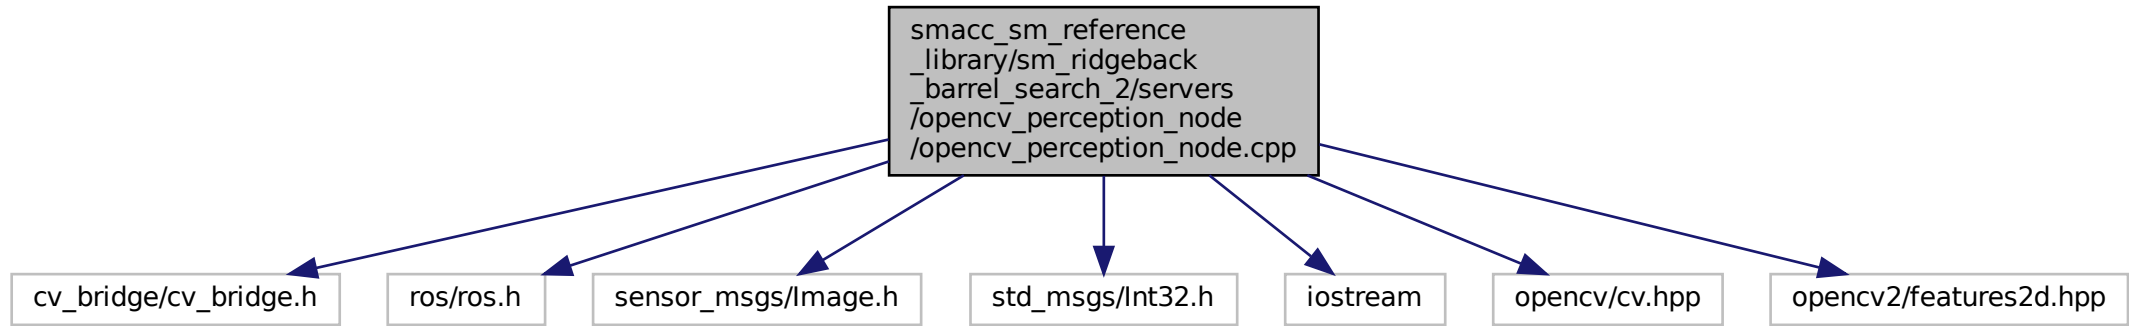 smacc_sm_reference
_library/sm_ridgeback
_barrel_search_2/servers
/opencv_perception_node
/opencv_perception_node.cpp
cv_bridge/cv_bridge.h
ros/ros.h
sensor_msgs/Image.h
std_msgs/Int32.h
iostream
opencv/cv.hpp
opencv2/features2d.hpp